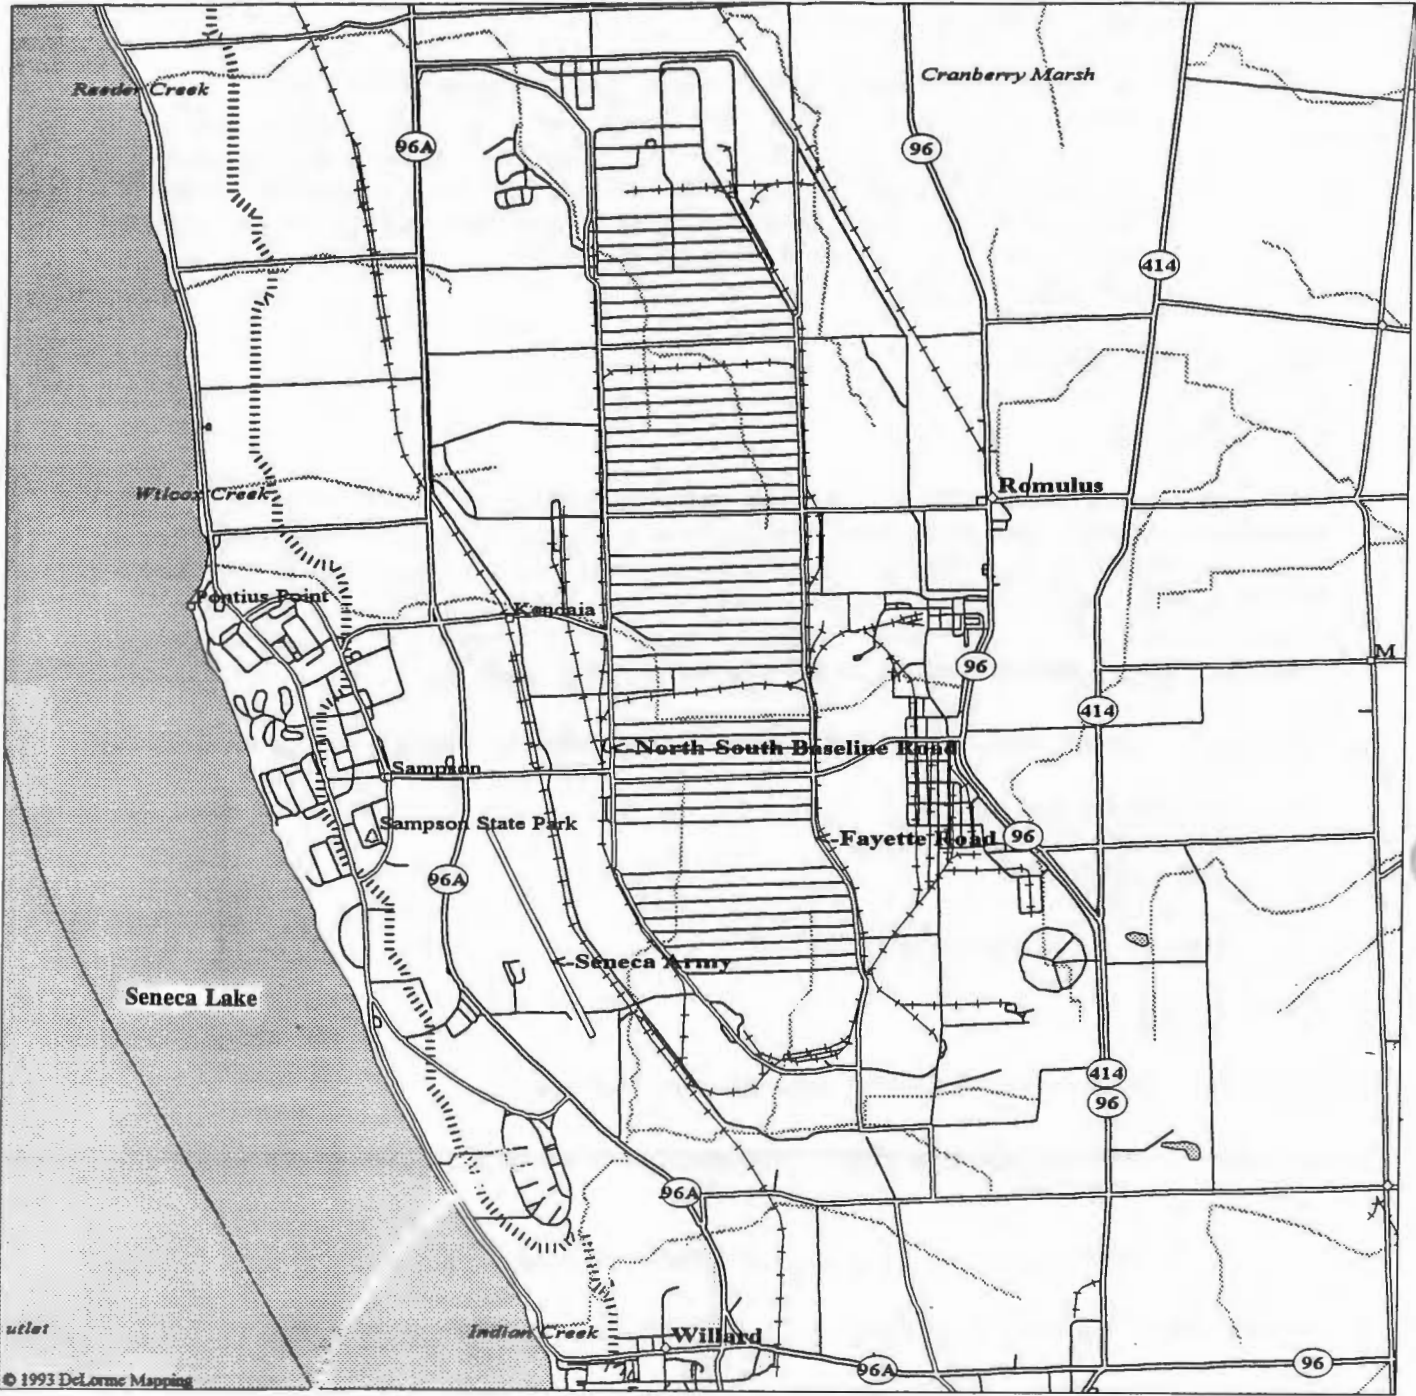 Reeder Creek
Cranberry Marsh
96A
96
414
Wilcox Creek
Romulus
Pontius Point
Kendaia
96
M
414
<- North-South Baseline Road
Sampson
Sampson State Park
<-Fayette Road
96
96A
<-Seneca Army
Seneca Lake
414
96
96A
utlet
Indian Creek
Willard
96A
96
© 1993 DeLorme Mapping